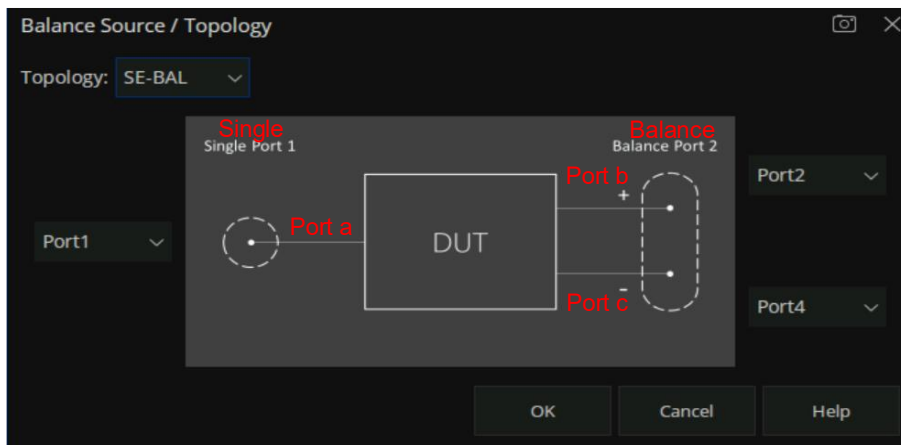 Balance Source / Topology
Topology: SE-BAL
Single
Balance
Single Port 1
Balance Port 2
Port b
Port2
+
Port a
Port1
DUT
-
Port c
Port4
OK
Cancel
Help